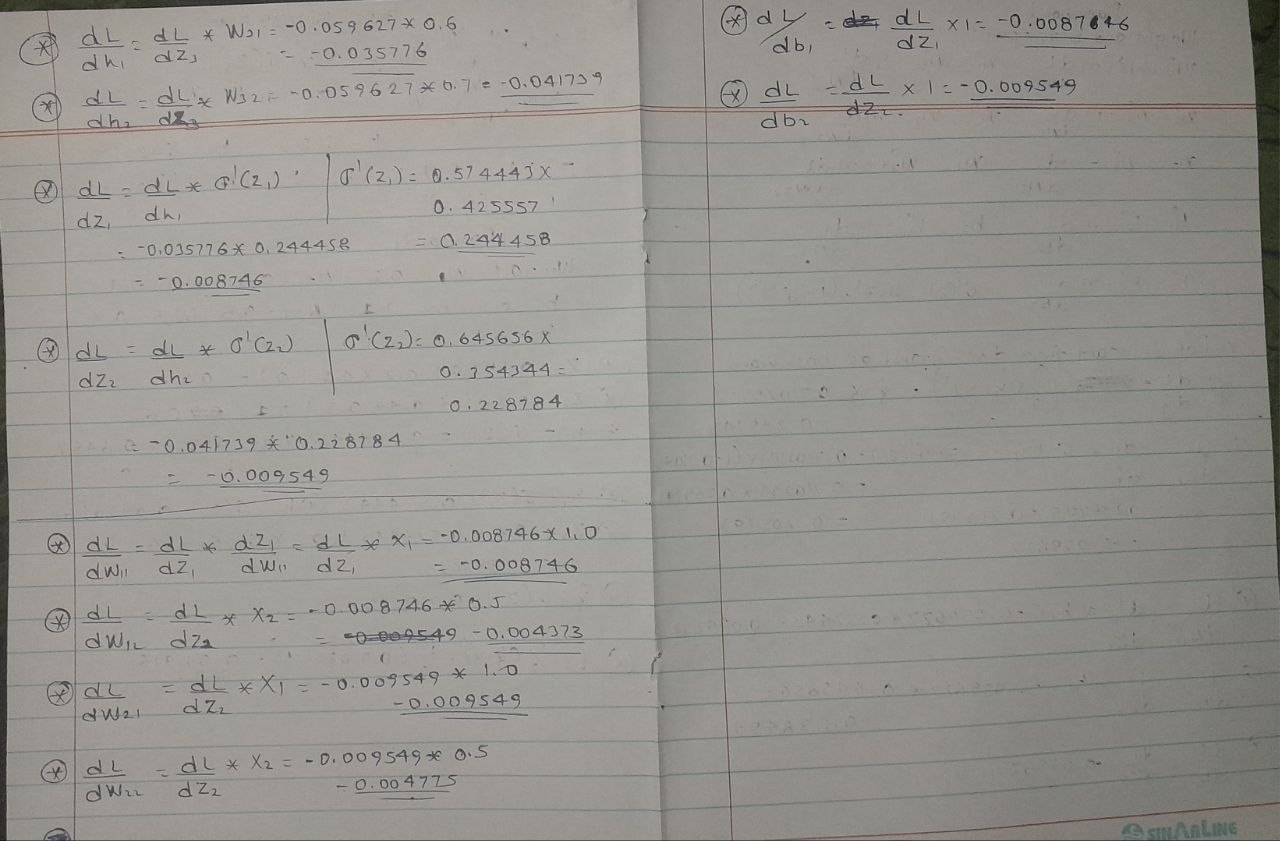 ⊛ dL/dh₁ = dL/dz₃ * W₃₁ = -0.059627 * 0.6
= -0.035776
⊛ dL/dh₂ = dL/dz₃ * W₃₂ = -0.059627 * 0.7 = -0.041739
⊛ dL/dz₁ = dL/dh₁ * σ'(z₁) | σ'(z₁) = 0.574443 x
0.425557
= -0.035776 * 0.244458 = 0.244458
= -0.008746
⊛ dL/dz₂ = dL/dh₂ * σ'(z₂) | σ'(z₂) = 0.645656 x
0.354344 =
0.228784
= -0.041739 * 0.228784
= -0.009549
⊛ dL/dW₁₁ = dL/dz₁ * dz₁/dW₁₁ = dL/dz₁ * x₁ = -0.008746 x 1.0
= -0.008746
⊛ dL/dW₁₂ = dL/dz₂ * x₂ = -0.008746 * 0.5
= -0.004373
⊛ dL/dW₂₁ = dL/dz₂ * x₁ = -0.009549 * 1.0
-0.009549
⊛ dL/dW₂₂ = dL/dz₂ * x₂ = -0.009549 * 0.5
-0.004775
⊛ dL/db₁ = dL/dz₁ x 1 = -0.0087646
⊛ dL/db₂ = dL/dz₂. x 1 = -0.009549
SINARLINE